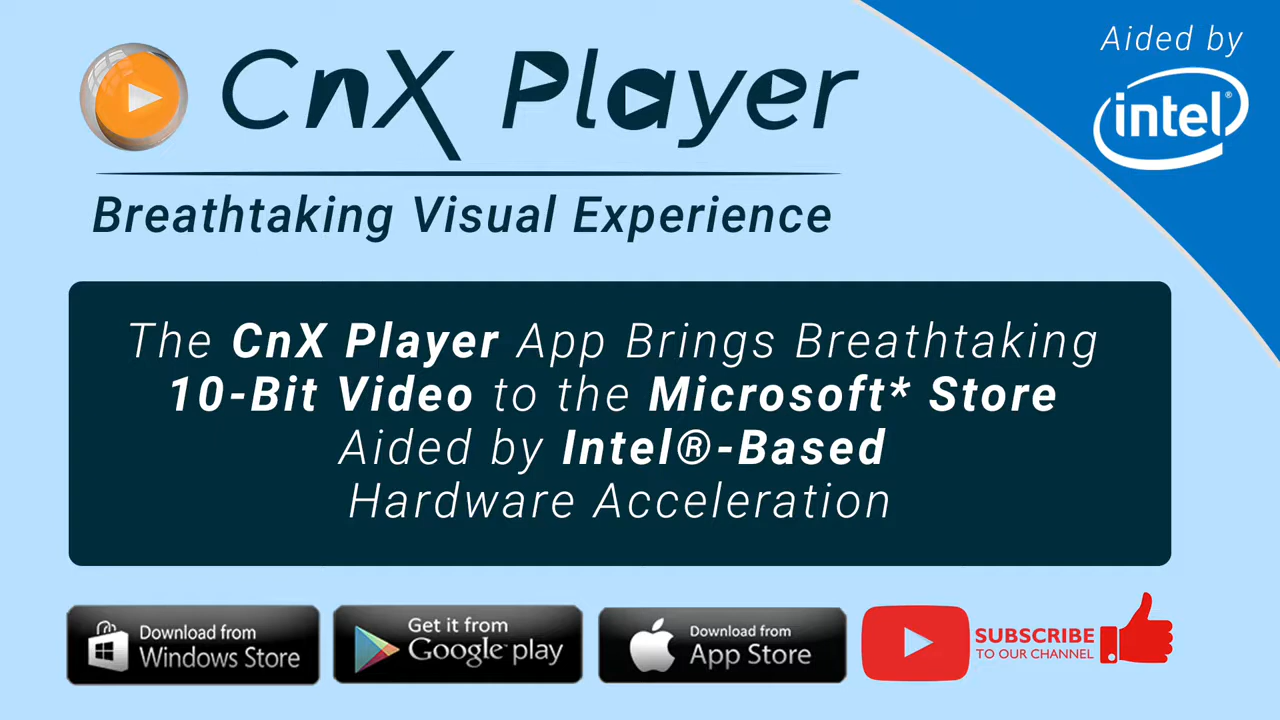 CnX Player
Aided by
intel®
Breathtaking Visual Experience
The CnX Player App Brings Breathtaking
10-Bit Video to the Microsoft* Store
Aided by Intel®-Based
Hardware Acceleration
Download from
Windows Store
Get it from
Google play
Download from
App Store
SUBSCRIBE
TO OUR CHANNEL